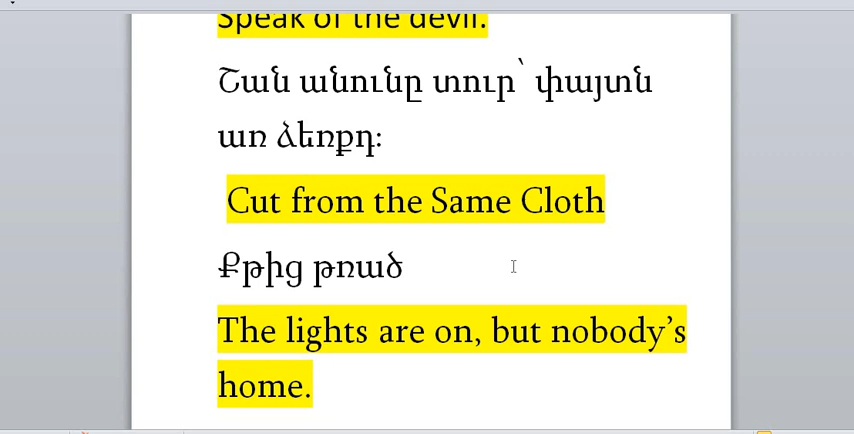 Speak of the devil.
Շան անունը տուր՝ փայտն
առ ձեռքդ:
Cut from the Same Cloth
Քթից թռած
The lights are on, but nobody’s
home.